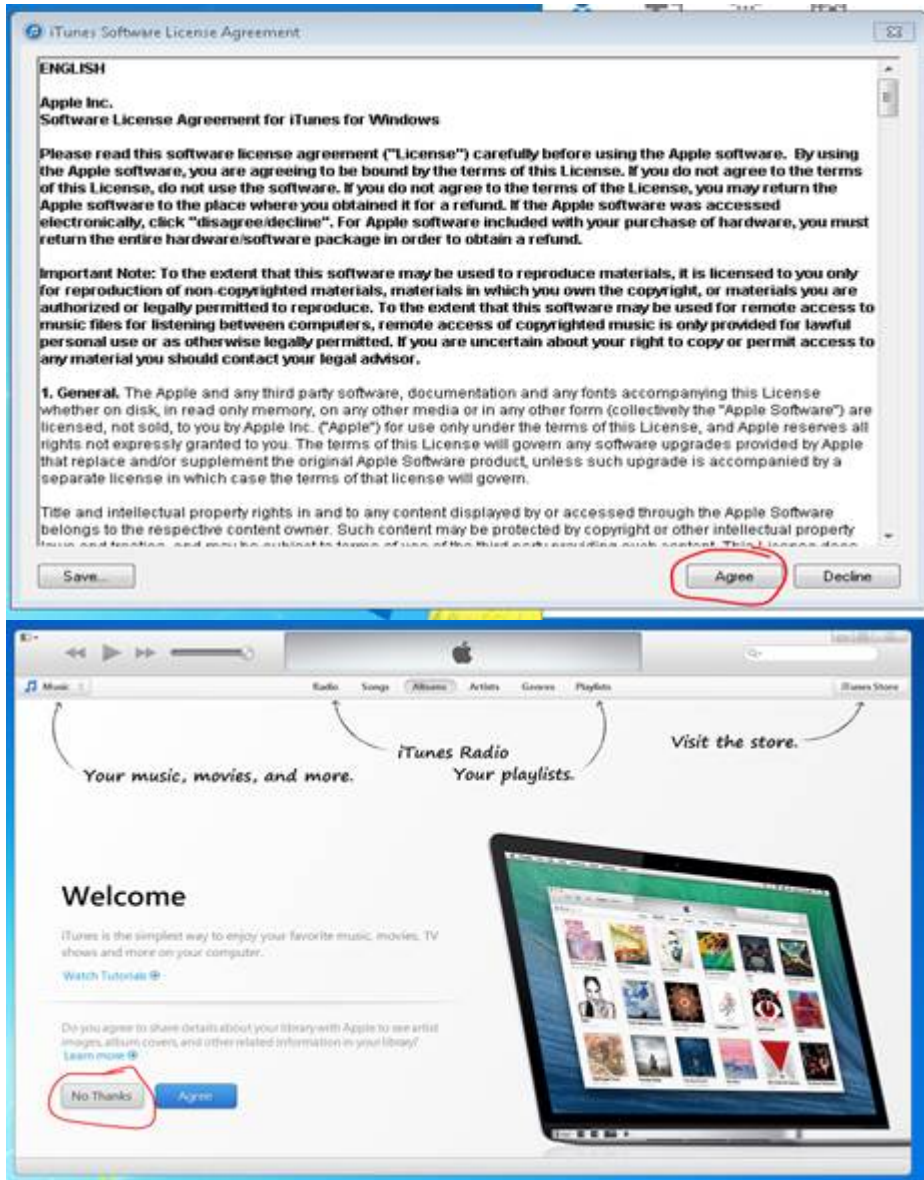 iTunes Software License Agreement
ENGLISH
Apple Inc.
Software License Agreement for iTunes for Windows
Please read this software license agreement ("License") carefully before using the Apple software. By using
the Apple software, you are agreeing to be bound by the terms of this License. If you do not agree to the terms
of this License, do not use the software. If you do not agree to the terms of the License, you may return the
Apple software to the place where you obtained it for a refund. If the Apple software was accessed
electronically, click "disagree/decline". For Apple software included with your purchase of hardware, you must
return the entire hardware/software package in order to obtain a refund.
Important Note: To the extent that this software may be used to reproduce materials, it is licensed to you only
for reproduction of non-copyrighted materials, materials in which you own the copyright, or materials you are
authorized or legally permitted to reproduce. To the extent that this software may be used for remote access to
music files for listening between computers, remote access of copyrighted music is only provided for lawful
personal use or as otherwise legally permitted. If you are uncertain about your right to copy or permit access to
any material you should contact your legal advisor.
1. General. The Apple and any third party software, documentation and any fonts accompanying this License
whether on disk, in read only memory, on any other media or in any other form (collectively the "Apple Software") are
licensed, not sold, to you by Apple Inc. ("Apple") for use only under the terms of this License, and Apple reserves all
rights not expressly granted to you. The terms of this License will govern any software upgrades provided by Apple
that replace and/or supplement the original Apple Software product, unless such upgrade is accompanied by a
separate license in which case the terms of that license will govern.
Title and intellectual property rights in and to any content displayed by or accessed through the Apple Software
belongs to the respective content owner. Such content may be protected by copyright or other intellectual property
laws and treaties, and may be subject to terms of use of the third party providing such content. This License does
Save...
Agree
Decline
Music
Radio
Songs
Albums
Artists
Genres
Playlists
iTunes Store
Your music, movies, and more.
iTunes Radio
Your playlists.
Visit the store.
Welcome
iTunes is the simplest way to enjoy your favorite music, movies, TV
shows and more on your computer.
Watch Tutorials
Do you agree to share details about your library with Apple to see artist
images, album covers, and other related information in your library?
Learn more
No Thanks
Agree